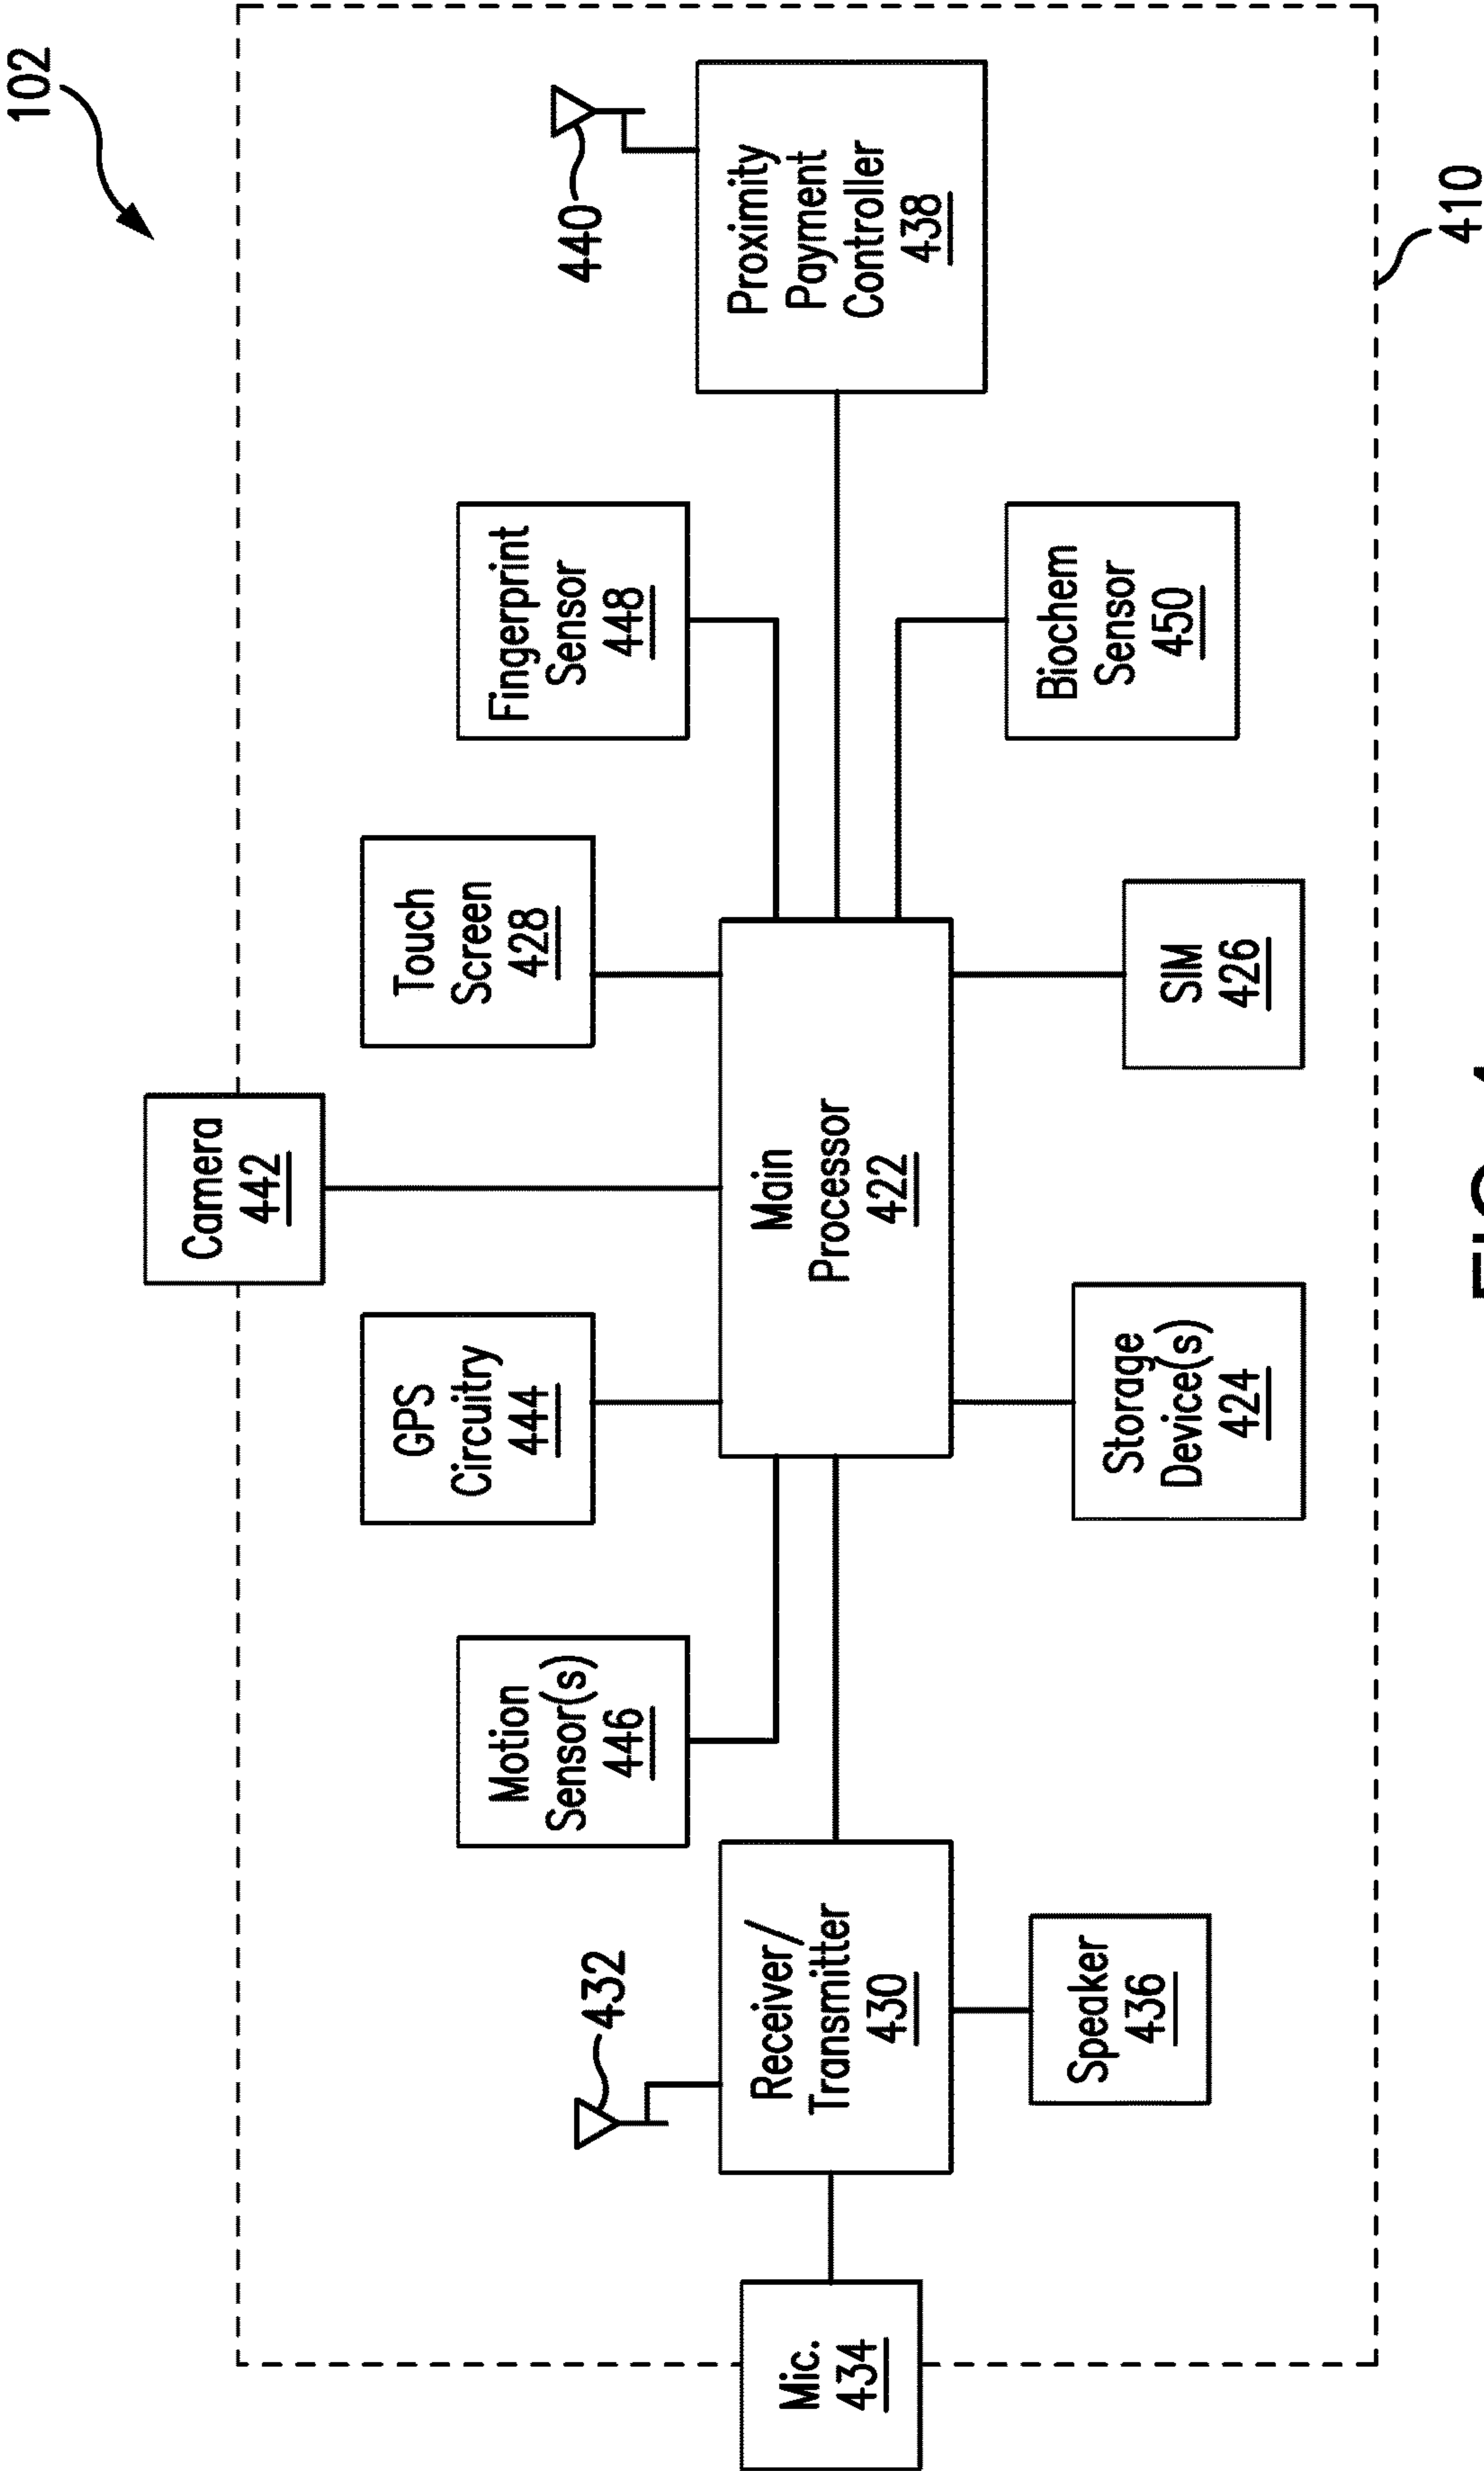 102
Camera
442
GPS
Circuitry
444
Touch
Screen
428
Motion
Sensor(s)
446
Fingerprint
Sensor
448
432
440
Mic.
434
Receiver/
Transmitter
430
Main
Processor
422
Proximity
Payment
Controller
438
Speaker
436
Storage
Device(s)
424
SIM
426
Biochem
Sensor
450
410